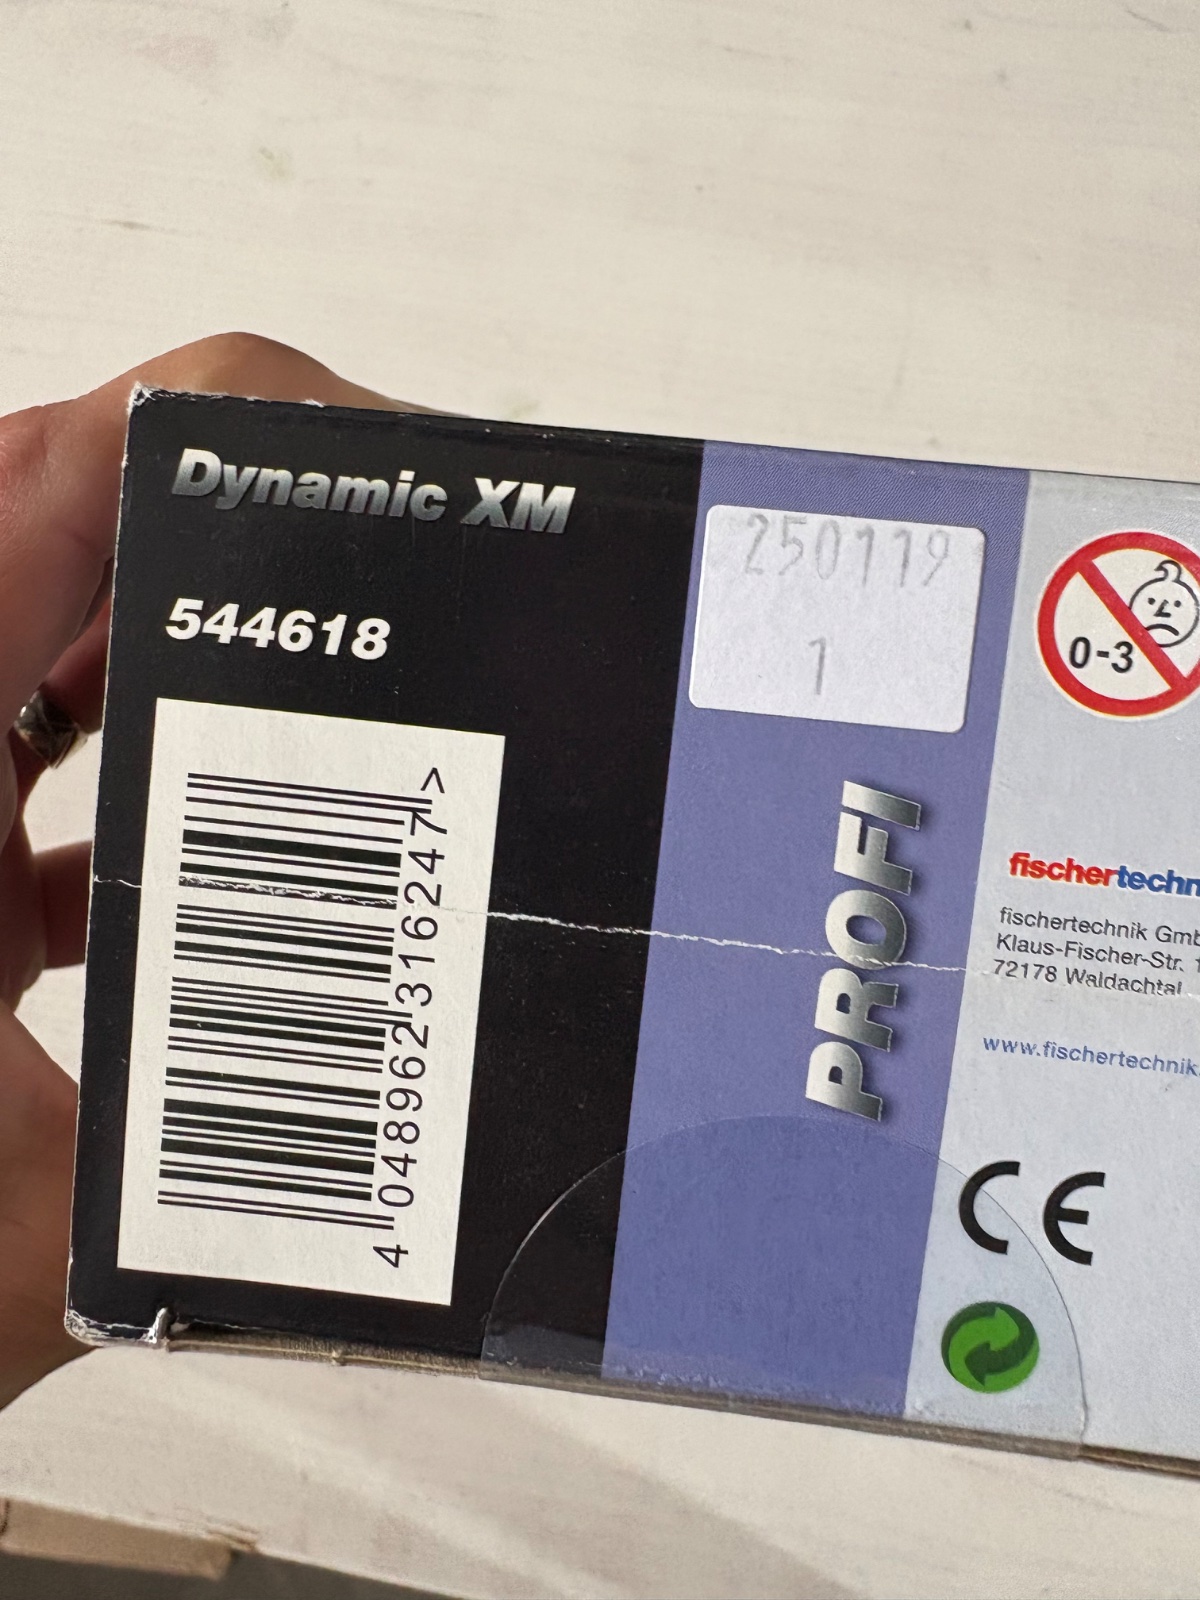 Dynamic XM
544618
4 048962 316247 >
250119
1
PROFI
0-3
fischertechn
fischertechnik Gmb
Klaus-Fischer-Str. 1
72178 Waldachtal
www.fischertechnik.
CE